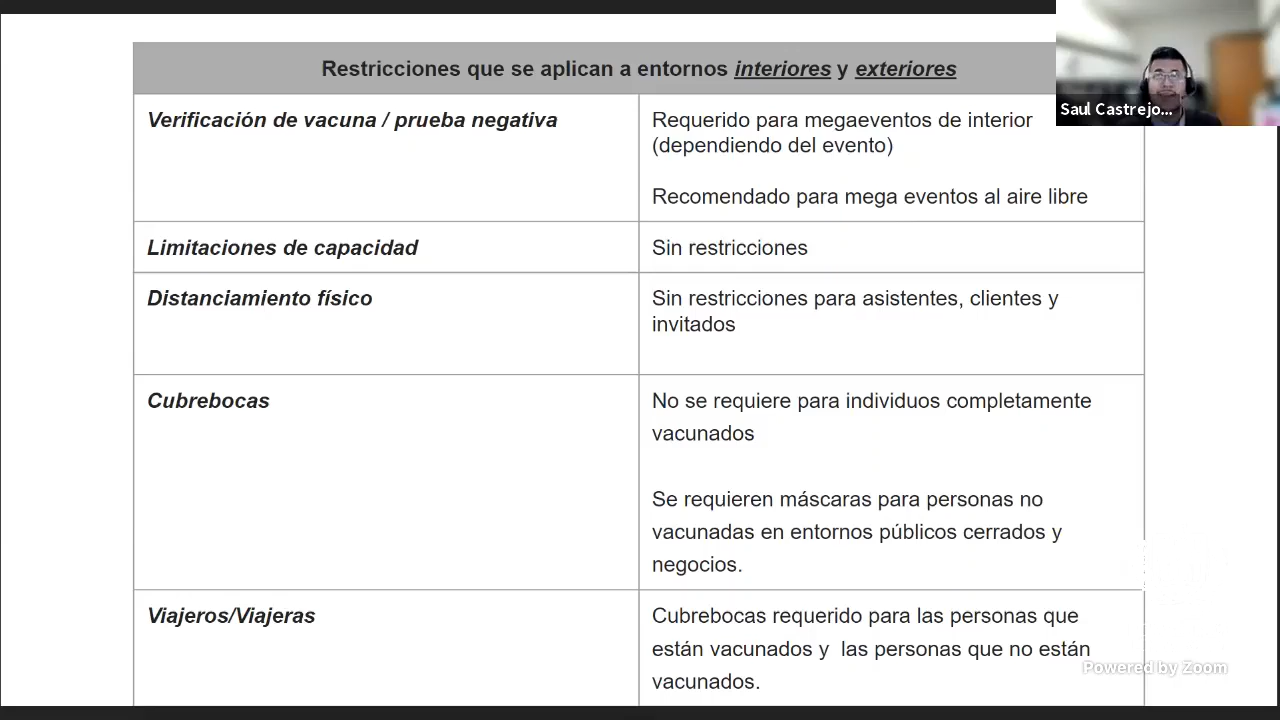 Restricciones que se aplican a entornos interiores y exteriores
Verificación de vacuna / prueba negativa
Requerido para megaeventos de interior
(dependiendo del evento)
Recomendado para mega eventos al aire libre
Limitaciones de capacidad
Sin restricciones
Distanciamiento físico
Sin restricciones para asistentes, clientes y
invitados
Cubrebocas
No se requiere para individuos completamente
vacunados
Se requieren máscaras para personas no
vacunadas en entornos públicos cerrados y
negocios.
Viajeros/Viajeras
Cubrebocas requerido para las personas que
están vacunados y las personas que no están
vacunados.
Saul Castrejo...
Powered by Zoom